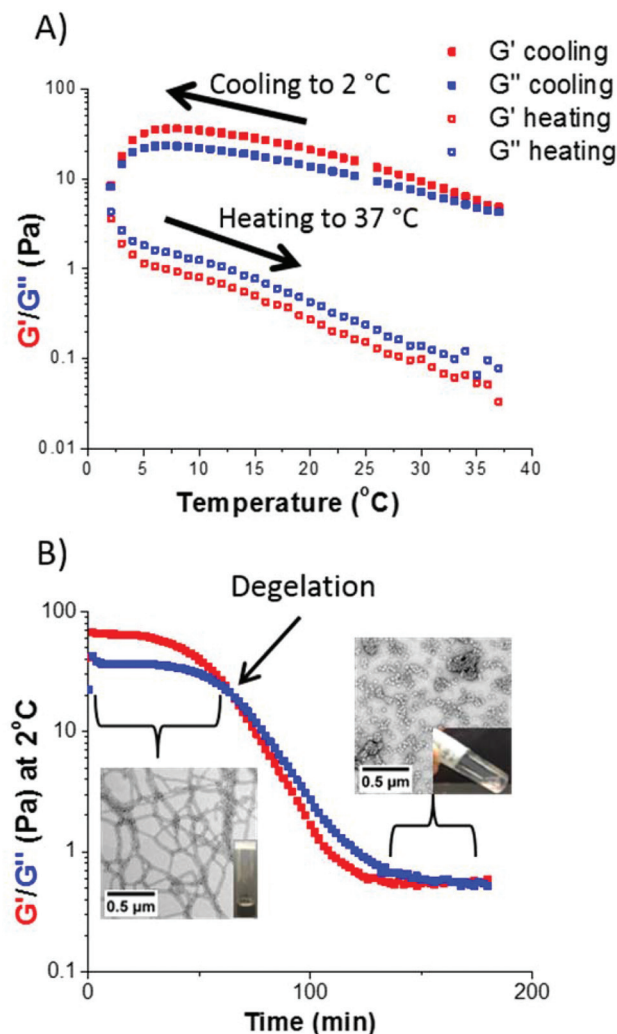 A)
G' cooling
G" cooling
G' heating
G" heating
Cooling to 2 °C
Heating to 37 °C
100
10
1
0.1
0.01
G'/G" (Pa)
0 5 10 15 20 25 30 35 40
Temperature (°C)
B)
Degelation
100
10
1
0.1
G'/G" (Pa) at 2°C
0.5 µm
0.5 µm
0 100 200
Time (min)